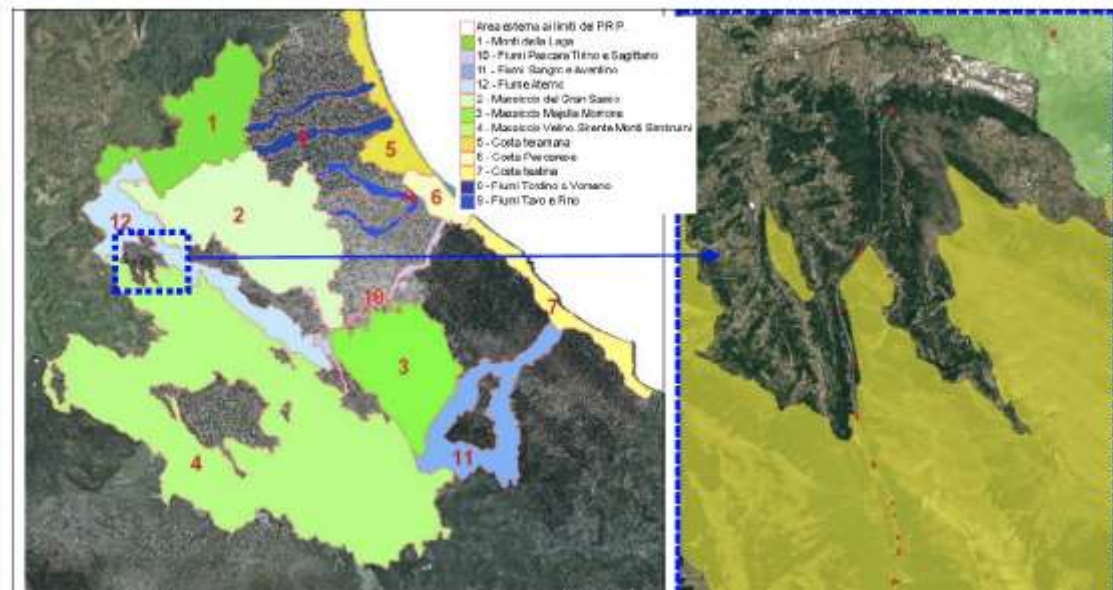 Area esterna ai limiti del P.R.P.
1 - Monti della Laga
10 - Fiumi Pescara Tirino e Sagittario
11 - Fiumi Sangro e Aventino
12 - Fiume Aterno
2 - Massiccio del Gran Sasso
3 - Massiccio Majella Morrone
4 - Massiccio Velino, Sirente Monti Simbruini
5 - Costa teramana
6 - Costa Pescarese
7 - Costa teatina
8 - Fiumi Tordino e Vomano
9 - Fiumi Tavo e Fino
1
8
5
2
9
6
12
10
7
3
4
11